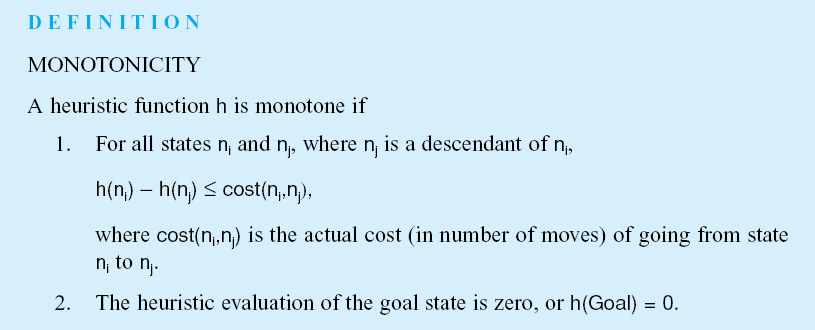 DEFINITION
MONOTONICITY
A heuristic function h is monotone if
1. For all states nᵢ and nⱼ, where nⱼ is a descendant of nᵢ,
h(nᵢ) – h(nⱼ) ≤ cost(nᵢ,nⱼ),
where cost(nᵢ,nⱼ) is the actual cost (in number of moves) of going from state
nᵢ to nⱼ.
2. The heuristic evaluation of the goal state is zero, or h(Goal) = 0.